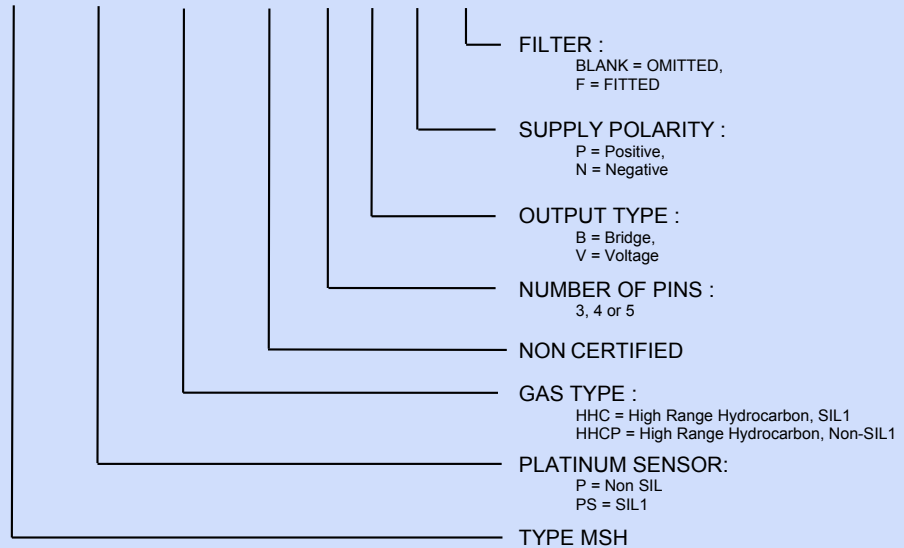 FILTER :
BLANK = OMITTED,
F = FITTED
SUPPLY POLARITY :
P = Positive,
N = Negative
OUTPUT TYPE :
B = Bridge,
V = Voltage
NUMBER OF PINS :
3, 4 or 5
NON CERTIFIED
GAS TYPE :
HHC = High Range Hydrocarbon, SIL1
HHCP = High Range Hydrocarbon, Non-SIL1
PLATINUM SENSOR:
P = Non SIL
PS = SIL1
TYPE MSH